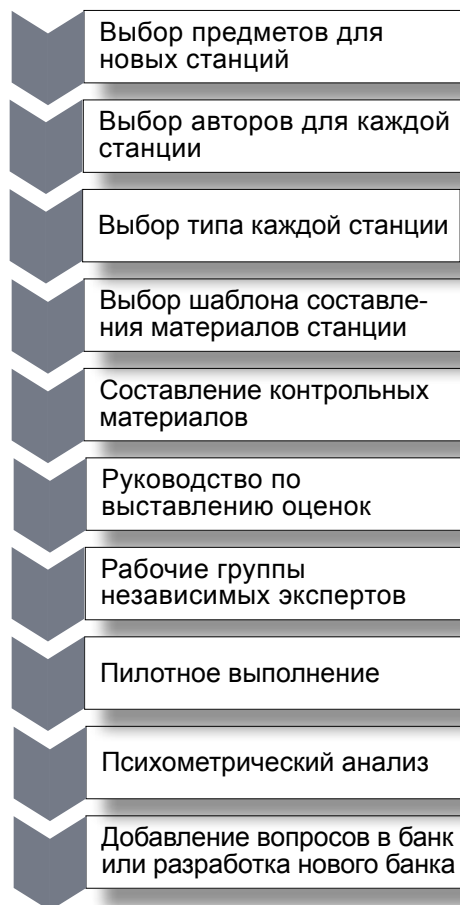 Выбор предметов для
новых станций
Выбор авторов для каждой
станции
Выбор типа каждой станции
Выбор шаблона составле-
ния материалов станции
Составление контрольных
материалов
Руководство по
выставлению оценок
Рабочие группы
независимых экспертов
Пилотное выполнение
Психометрический анализ
Добавление вопросов в банк
или разработка нового банка